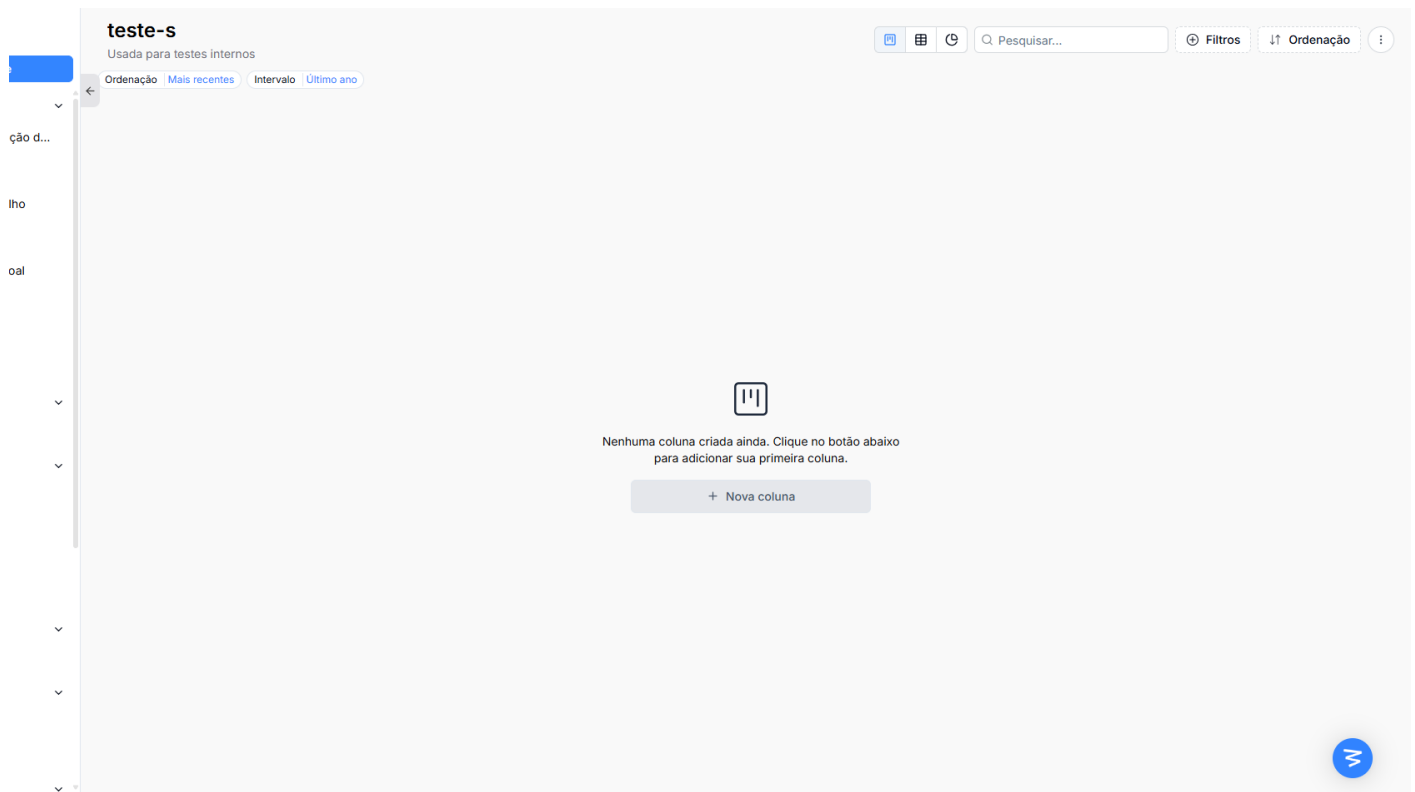 teste-s
Usada para testes internos
Pesquisar...
Filtros
Ordenação
Ordenação Mais recentes
Intervalo Último ano
ção d...
lho
oal
Nenhuma coluna criada ainda. Clique no botão abaixo
para adicionar sua primeira coluna.
+ Nova coluna